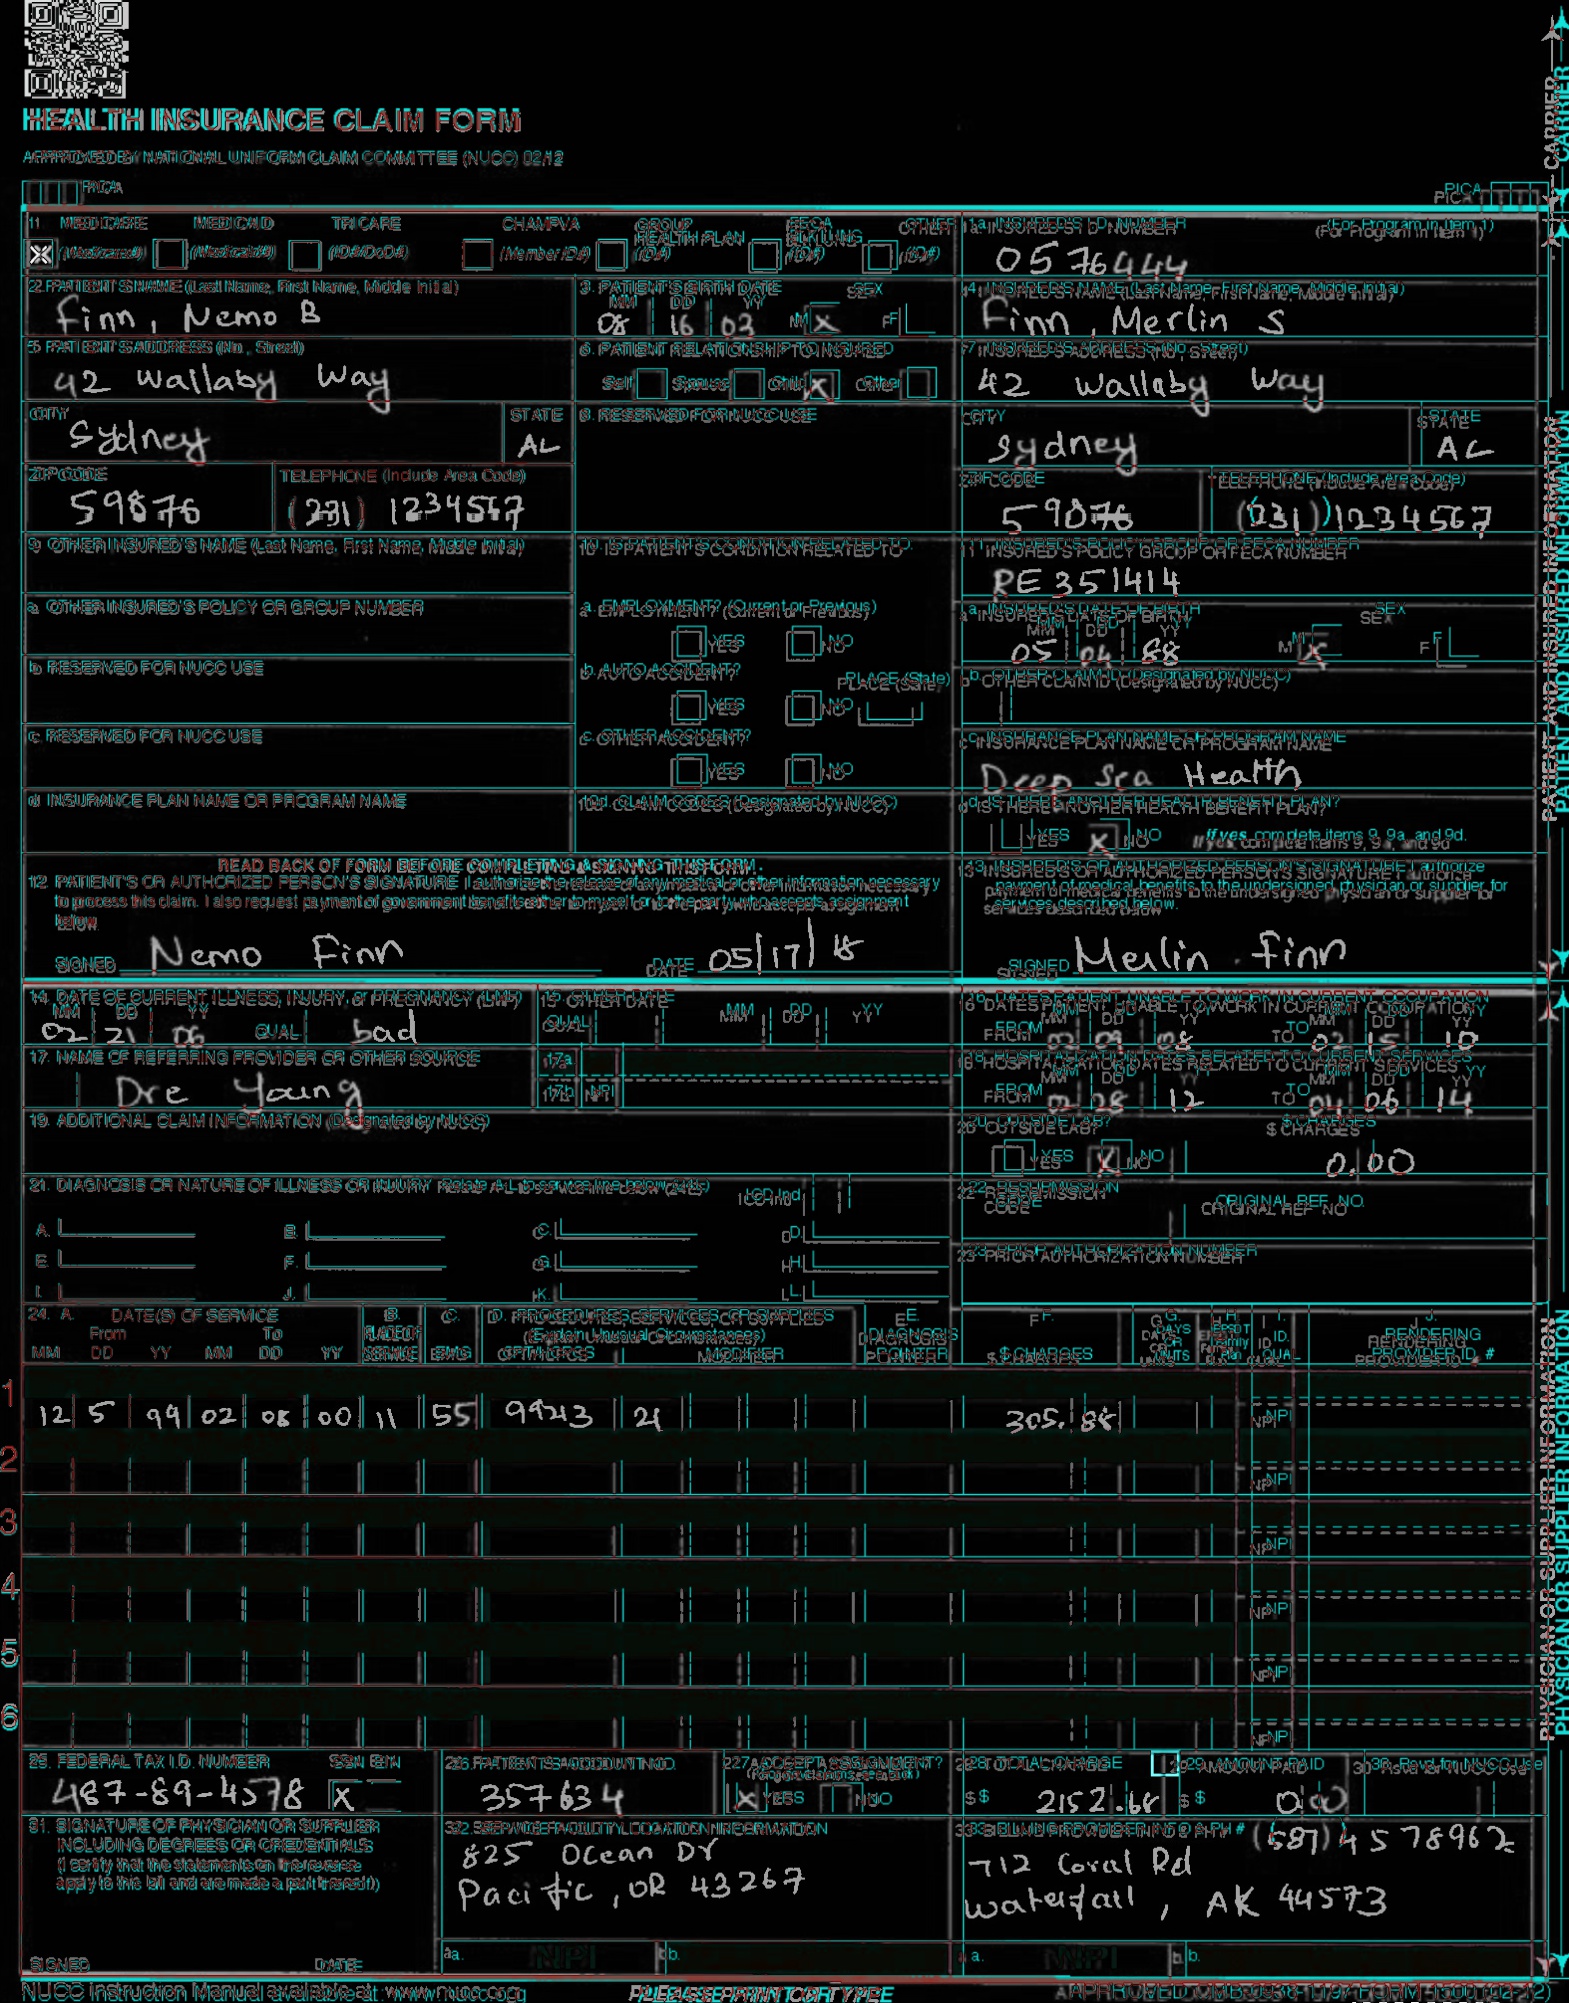 HEALTH INSURANCE CLAIM FORM
APPROVED BY NATIONAL UNIFORM CLAIM COMMITTEE (NUCC) 02/12
PICA PICA
CARRIER
1. MEDICARE MEDICAID TRICARE CHAMPVA GROUP HEALTH PLAN FECA BLK LUNG OTHER
(Medicare#) (Medicaid#) (ID#/DoD#) (Member ID#) (ID#) (ID#) (ID#)
1a. INSURED'S I.D. NUMBER (For Program in Item 1)
0576444
2. PATIENT'S NAME (Last Name, First Name, Middle Initial)
Finn, Nemo B
3. PATIENT'S BIRTH DATE SEX
MM DD YY
08 16 03 M X F
4. INSURED'S NAME (Last Name, First Name, Middle Initial)
Finn, Merlin S
5. PATIENT'S ADDRESS (No., Street)
42 Wallaby Way
6. PATIENT RELATIONSHIP TO INSURED
Self Spouse Child X Other
7. INSURED'S ADDRESS (No., Street)
42 Wallaby Way
CITY STATE
Sydney AL
8. RESERVED FOR NUCC USE
CITY STATE
Sydney AL
ZIP CODE TELEPHONE (Include Area Code)
59876 (231) 1234567
ZIP CODE TELEPHONE (Include Area Code)
59876 (231) 1234567
9. OTHER INSURED'S NAME (Last Name, First Name, Middle Initial)
10. IS PATIENT'S CONDITION RELATED TO:
11. INSURED'S POLICY GROUP OR FECA NUMBER
RE 351414
a. OTHER INSURED'S POLICY OR GROUP NUMBER
a. EMPLOYMENT? (Current or Previous)
YES NO
a. INSURED'S DATE OF BIRTH SEX
MM DD YY
05 04 88 M X F
b. RESERVED FOR NUCC USE
b. AUTO ACCIDENT? PLACE (State)
YES NO
b. OTHER CLAIM ID (Designated by NUCC)
c. RESERVED FOR NUCC USE
c. OTHER ACCIDENT?
YES NO
c. INSURANCE PLAN NAME OR PROGRAM NAME
Deep Sea Health
d. INSURANCE PLAN NAME OR PROGRAM NAME
10d. CLAIM CODES (Designated by NUCC)
d. IS THERE ANOTHER HEALTH BENEFIT PLAN?
YES X NO If yes, complete items 9, 9a, and 9d.
PATIENT AND INSURED INFORMATION
READ BACK OF FORM BEFORE COMPLETING & SIGNING THIS FORM.
12. PATIENT'S OR AUTHORIZED PERSON'S SIGNATURE I authorize the release of any medical or other information necessary
to process this claim. I also request payment of government benefits either to myself or to the party who accepts assignment
below.
SIGNED Nemo Finn DATE 05/17/18
13. INSURED'S OR AUTHORIZED PERSON'S SIGNATURE I authorize
payment of medical benefits to the undersigned physician or supplier for
services described below.
SIGNED Merlin Finn
14. DATE OF CURRENT ILLNESS, INJURY, or PREGNANCY (LMP)
MM DD YY
02 21 06 QUAL bad
15. OTHER DATE
QUAL MM DD YY
16. DATES PATIENT UNABLE TO WORK IN CURRENT OCCUPATION
MM DD YY MM DD YY
FROM 09 08 TO 02 15 10
17. NAME OF REFERRING PROVIDER OR OTHER SOURCE
Dre Young
17a.
17b. NPI
18. HOSPITALIZATION DATES RELATED TO CURRENT SERVICES
MM DD YY MM DD YY
FROM 08 12 TO 04 06 14
19. ADDITIONAL CLAIM INFORMATION (Designated by NUCC)
20. OUTSIDE LAB? $ CHARGES
YES X NO 0.00
21. DIAGNOSIS OR NATURE OF ILLNESS OR INJURY Relate A-L to service line below (24E) ICD Ind.
A. B. C. D.
E. F. G. H.
I. J. K. L.
22. RESUBMISSION CODE ORIGINAL REF. NO.
23. PRIOR AUTHORIZATION NUMBER
24. A. DATE(S) OF SERVICE B. C. D. PROCEDURES, SERVICES, OR SUPPLIES E. F. G. H. I. J.
From To PLACE OF (Explain Unusual Circumstances) DIAGNOSIS DAYS OR EPSDT Family ID. RENDERING
MM DD YY MM DD YY SERVICE EMG CPT/HCPCS MODIFIER POINTER $ CHARGES UNITS Plan QUAL. PROVIDER ID. #
1
12 5 99 02 08 00 11 55 99213 21 305. 88 NPI
2
NPI
3
NPI
4
NPI
5
NPI
6
NPI
PHYSICIAN OR SUPPLIER INFORMATION
25. FEDERAL TAX I.D. NUMBER SSN EIN
487-89-4578 X
26. PATIENT'S ACCOUNT NO.
357634
27. ACCEPT ASSIGNMENT?
(For govt. claims, see back)
X YES NO
28. TOTAL CHARGE
$ 2152.68
29. AMOUNT PAID
$ 0.00
30. Rsvd for NUCC Use
31. SIGNATURE OF PHYSICIAN OR SUPPLIER
INCLUDING DEGREES OR CREDENTIALS
(I certify that the statements on the reverse
apply to this bill and are made a part thereof.)
SIGNED DATE
32. SERVICE FACILITY LOCATION INFORMATION
825 Ocean Dr
Pacific, OR 43267
a. NPI b.
33. BILLING PROVIDER INFO & PH # (587) 4578962
712 Coral Rd
Waterfall, AK 44573
a. NPI b.
NUCC Instruction Manual available at: www.nucc.org
PLEASE PRINT OR TYPE
APPROVED OMB-0938-1197 FORM 1500 (02-12)